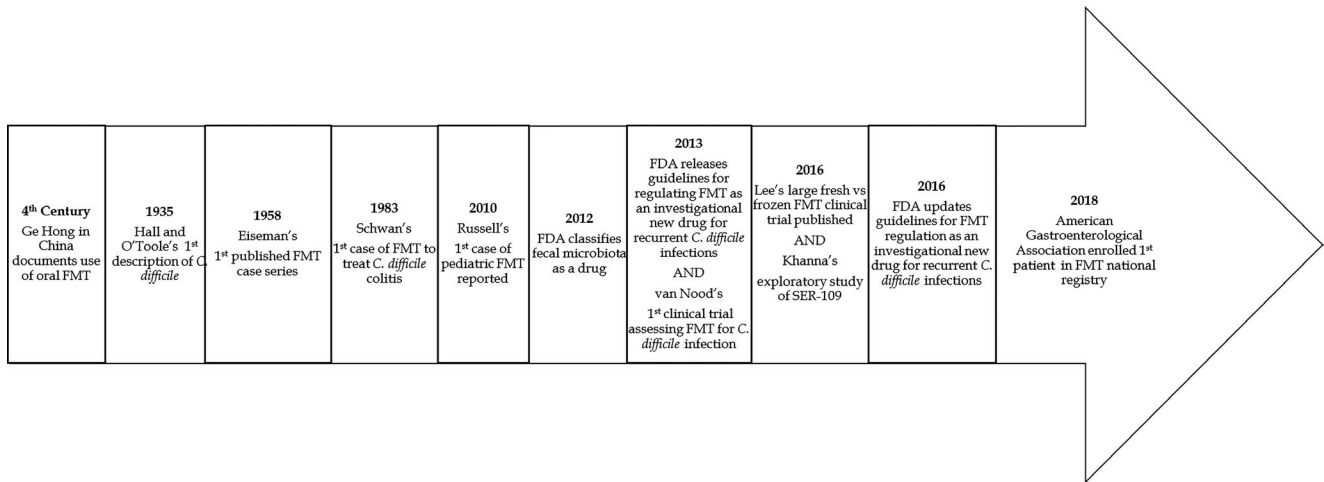 4th Century
Ge Hong in
China
documents use
of oral FMT
1935
Hall and
O'Toole's 1st
description of C.
difficile
1958
Eiseman's
1st published FMT
case series
1983
Schwan's
1st case of FMT to
treat C. difficile
colitis
2010
Russell's
1st case of
pediatric FMT
reported
2012
FDA classifies
fecal microbiota
as a drug
2013
FDA releases
guidelines for
regulating FMT as
an investigational
new drug for
recurrent C. difficile
infections
AND
van Nood's
1st clinical trial
assessing FMT for C.
difficile infection
2016
Lee's large fresh vs
frozen FMT clinical
trial published
AND
Khanna's
exploratory study
of SER-109
2016
FDA updates
guidelines for FMT
regulation as an
investigational new
drug for recurrent C.
difficile infections
2018
American
Gastroenterological
Association enrolled 1st
patient in FMT national
registry